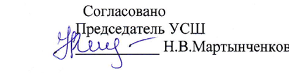 Согласовано
Председатель УСШ
Н.В.Мартынченков